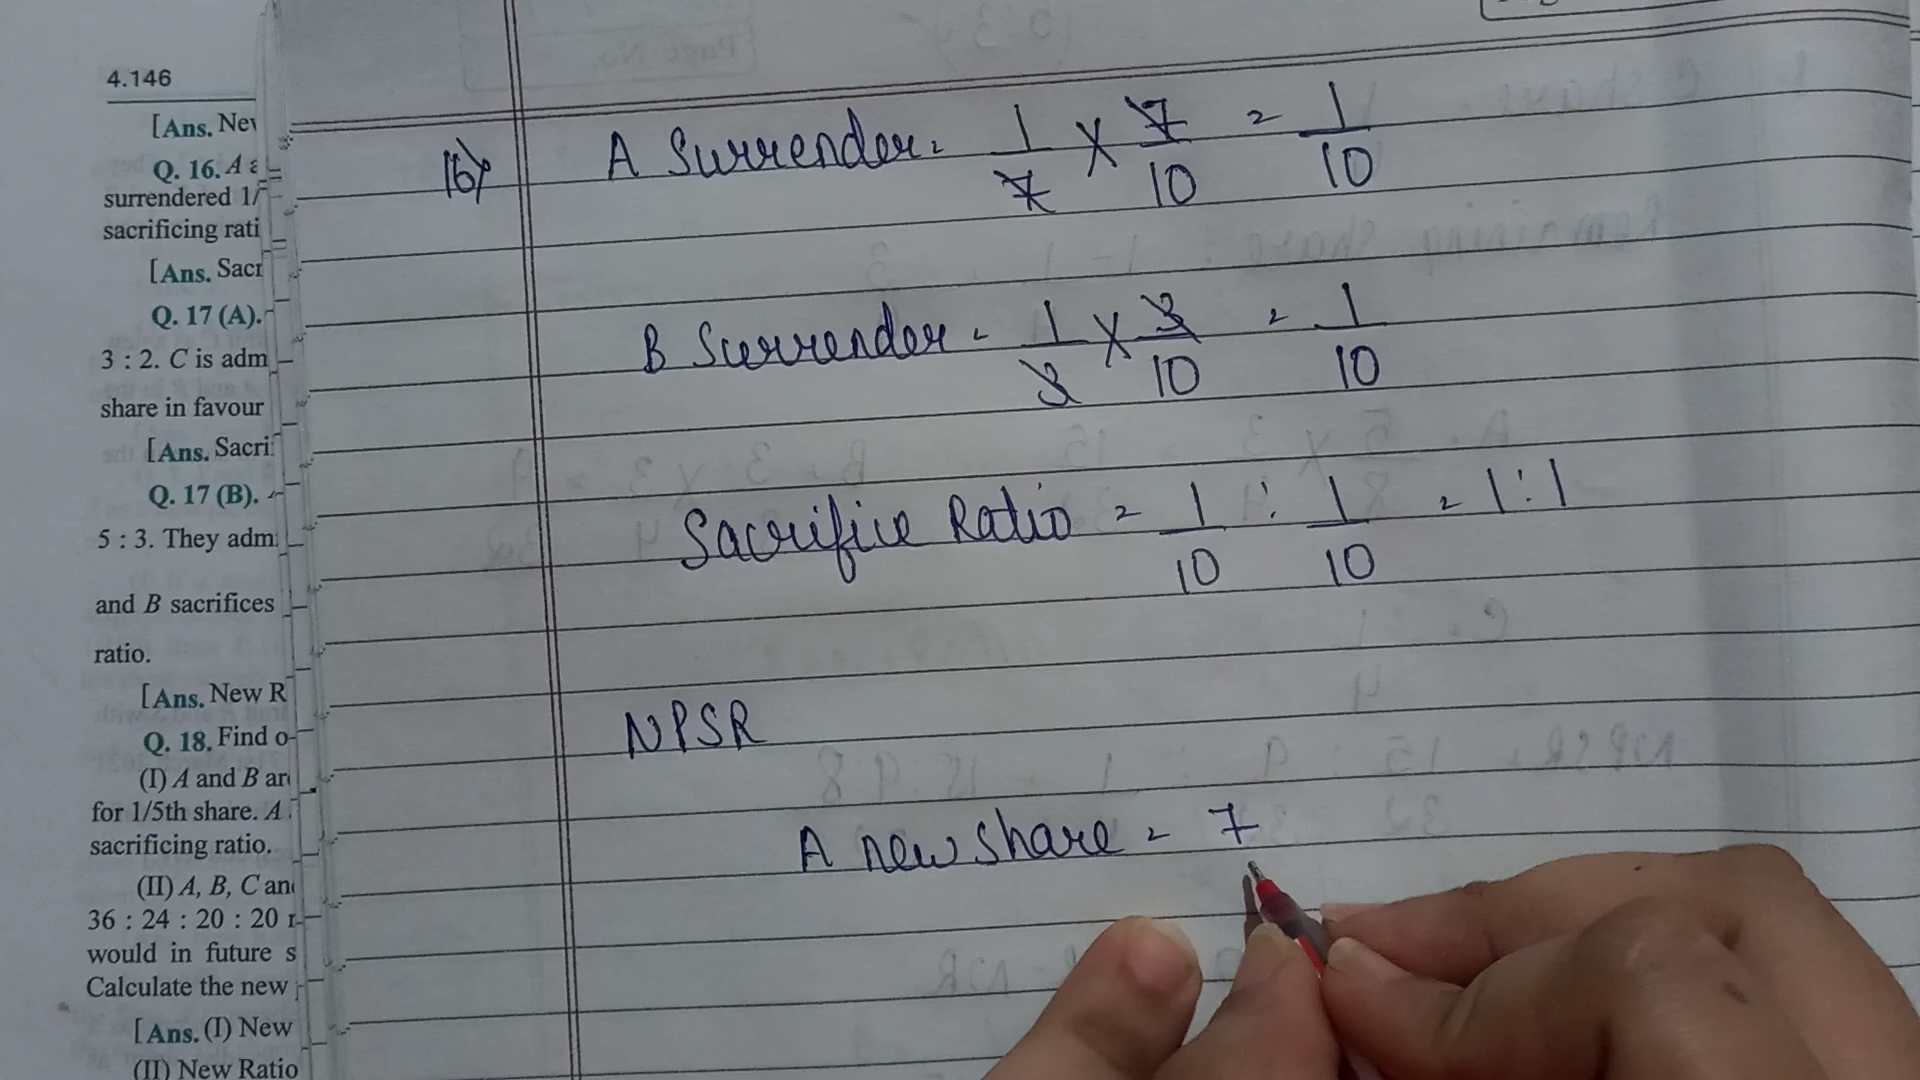 4.146
[Ans. Nev
Q. 16. A a
surrendered 1/
sacrificing rati
[Ans. Sacr
Q. 17 (A).
3 : 2. C is adm
share in favour
[Ans. Sacri
Q. 17 (B).
5 : 3. They adm
and B sacrifices
ratio.
[Ans. New R
Q. 18. Find o
(I) A and B ar
for 1/5th share. A
sacrificing ratio.
(II) A, B, C an
36 : 24 : 20 : 20 r
would in future s
Calculate the new
[Ans. (I) New
(II) New Ratio
16) A Surrender = 1/7 × 7/10 = 1/10
B Surrender = 1/3 × 3/10 = 1/10
Sacrifice Ratio = 1/10 : 1/10 = 1:1
NPSR
A new share = 7